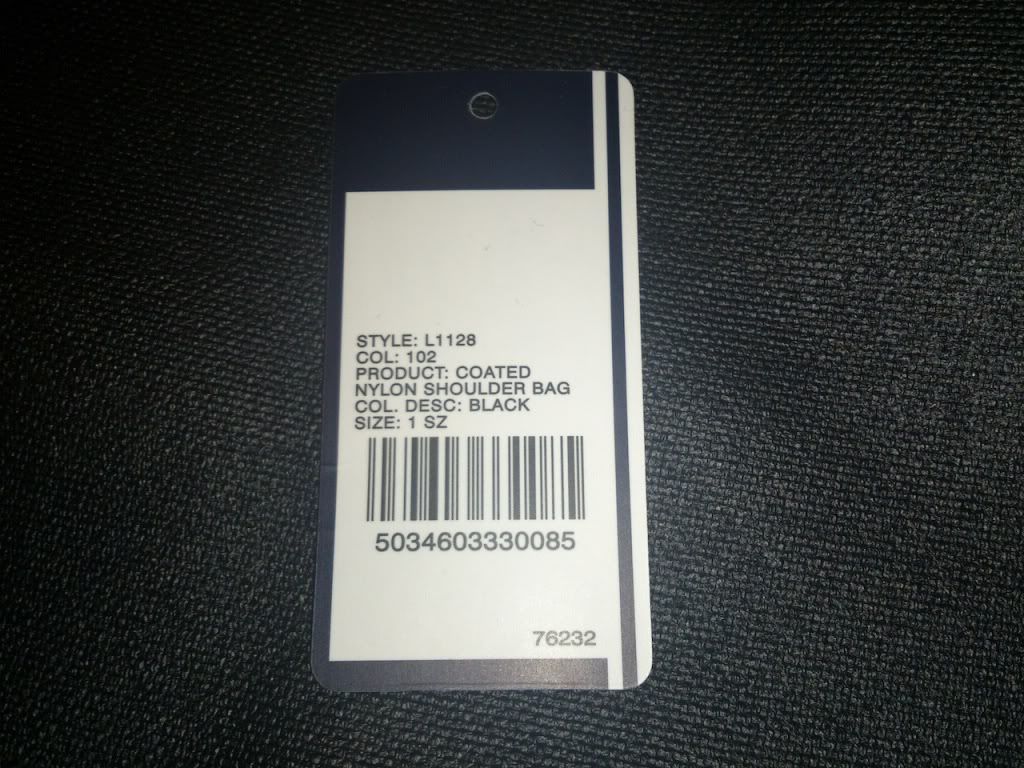 STYLE: L1128
COL: 102
PRODUCT: COATED
NYLON SHOULDER BAG
COL. DESC: BLACK
SIZE: 1 SZ
5034603330085
76232